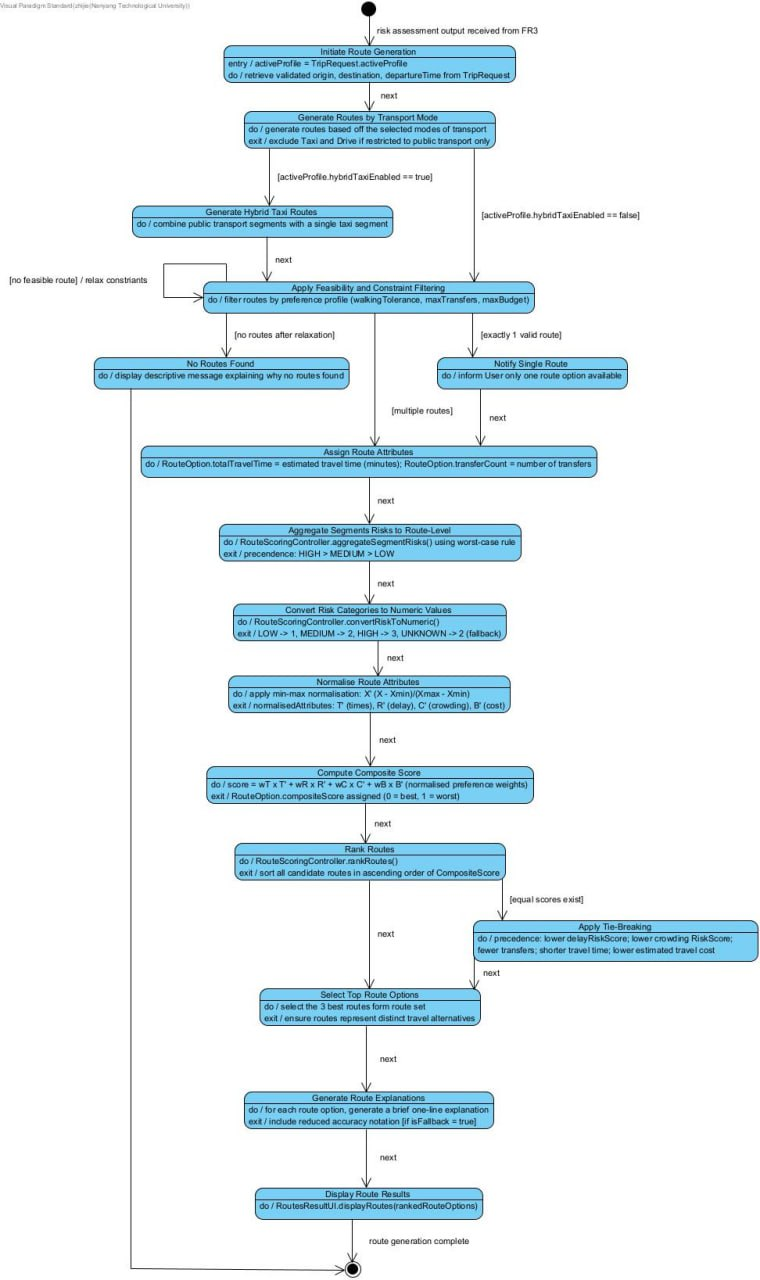 Visual Paradigm Standard(zhijie(Nanyang Technological University))
risk assessment output received from FR3
Initiate Route Generation
entry / activeProfile = TripRequest.activeProfile
do / retrieve validated origin, destination, departureTime from TripRequest
next
Generate Routes by Transport Mode
do / generate routes based off the selected modes of transport
exit / exclude Taxi and Drive if restricted to public transport only
[activeProfile.hybridTaxiEnabled == true]
[activeProfile.hybridTaxiEnabled == false]
Generate Hybrid Taxi Routes
do / combine public transport segments with a single taxi segment
next
[no feasible route] / relax constriants
Apply Feasibility and Constraint Filtering
do / filter routes by preference profile (walkingTolerance, maxTransfers, maxBudget)
[no routes after relaxation]
[exactly 1 valid route]
No Routes Found
do / display descriptive message explaining why no routes found
Notify Single Route
do / inform User only one route option available
[multiple routes]
next
Assign Route Attributes
do / RouteOption.totalTravelTime = estimated travel time (minutes); RouteOption.transferCount = number of transfers
next
Aggregate Segments Risks to Route-Level
do / RouteScoringController.aggregateSegmentRisks() using worst-case rule
exit / precendence: HIGH > MEDIUM > LOW
next
Convert Risk Categories to Numeric Values
do / RouteScoringController.convertRiskToNumeric()
exit / LOW -> 1, MEDIUM -> 2, HIGH -> 3, UNKNOWN -> 2 (fallback)
next
Normalise Route Attributes
do / apply min-max normalisation: X' (X - Xmin)/(Xmax - Xmin)
exit / normalisedAttributes: T' (times), R' (delay), C' (crowding), B' (cost)
next
Compute Composite Score
do / score = wT x T' + wR x R' + wC x C' + wB x B' (normalised preference weights)
exit / RouteOption.compositeScore assigned (0 = best, 1 = worst)
next
Rank Routes
do / RouteScoringController.rankRoutes()
exit / sort all candidate routes in ascending order of CompositeScore
[equal scores exist]
next
Apply Tie-Breaking
do / precedence: lower delayRiskScore; lower crowding RiskScore;
fewer transfers; shorter travel time; lower estimated travel cost
next
Select Top Route Options
do / select the 3 best routes form route set
exit / ensure routes represent distinct travel alternatives
next
Generate Route Explanations
do / for each route option, generate a brief one-line explanation
exit / include reduced accuracy notation [if isFallback = true]
next
Display Route Results
do / RoutesResultUI.displayRoutes(rankedRouteOptions)
route generation complete